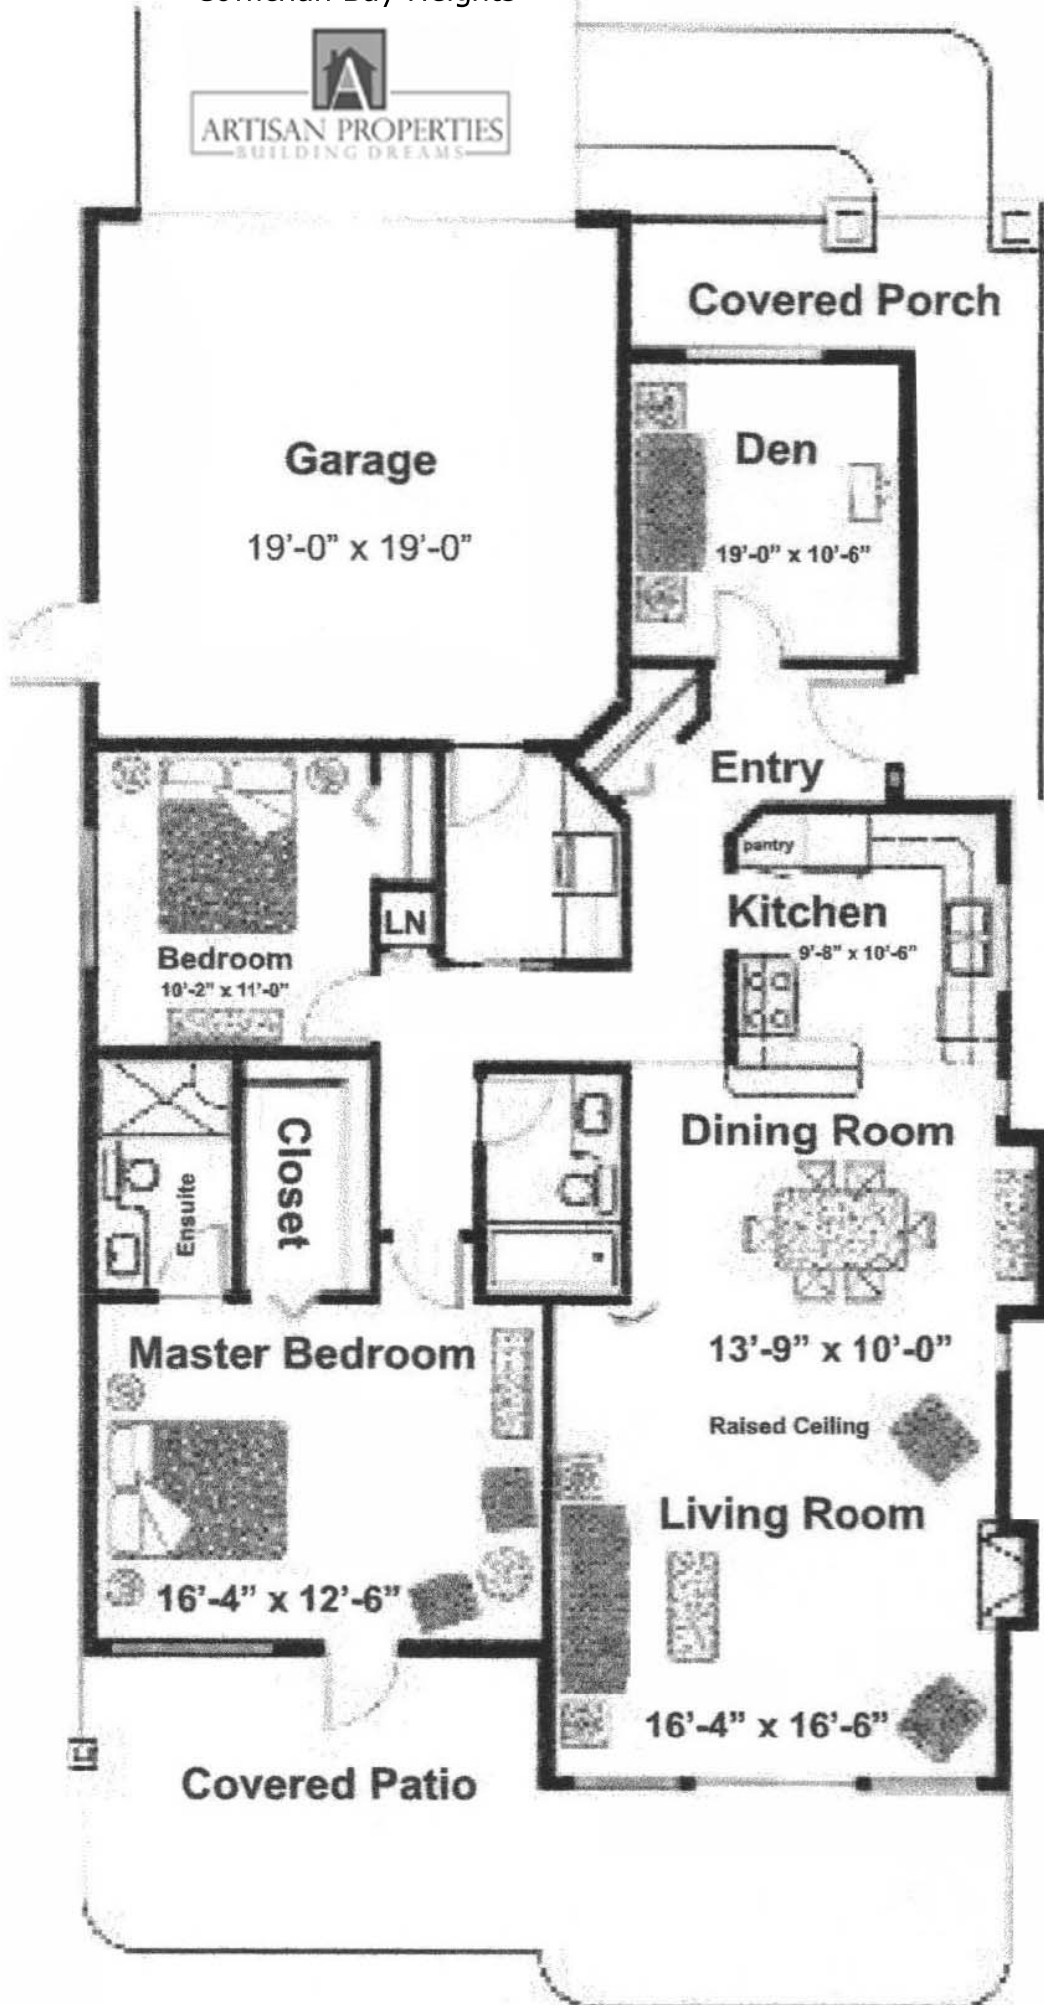 ARTISAN PROPERTIES
BUILDING DREAMS
Covered Porch
Garage
19'-0" x 19'-0"
Den
19'-0" x 10'-6"
Entry
pantry
Kitchen
9'-8" x 10'-6"
LN
Bedroom
10'-2" x 11'-0"
Closet
Ensuite
Dining Room
13'-9" x 10'-0"
Master Bedroom
16'-4" x 12'-6"
Raised Ceiling
Living Room
16'-4" x 16'-6"
Covered Patio